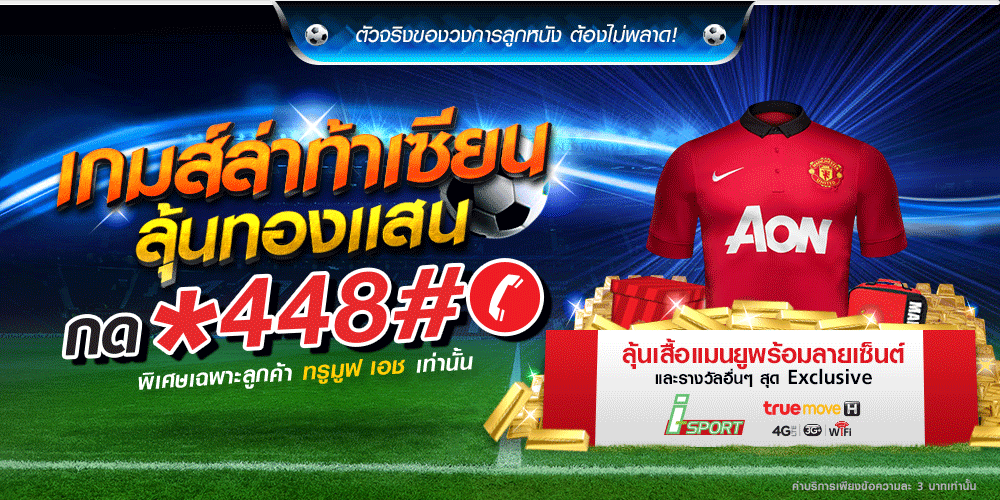 ตัวจริงของวงการลูกหนัง ต้องไม่พลาด!
เกมส์ล่าท้าเซียน
ลุ้นทองแสน
กด *448#
พิเศษเฉพาะลูกค้า ทรูมูฟ เอช เท่านั้น
MANCHESTER
UNITED
AON
MA
ลุ้นเสื้อแมนยูพร้อมลายเซ็นต์
และรางวัลอื่นๆ สุด Exclusive
i SPORT
truemove H
4G LTE 3G+ WiFi
ค่าบริการเพียงข้อความละ 3 บาทเท่านั้น